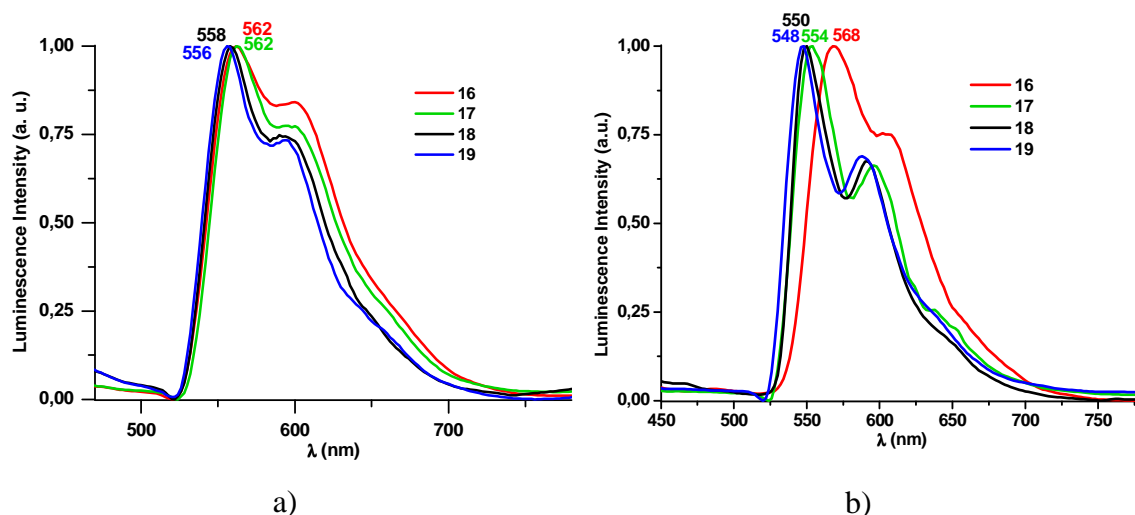 558 562
556 562
1,00
0,75
0,50
0,25
0,00
Luminescence Intensity (a. u.)
16
17
18
19
500 600 700
λ (nm)
a)
550
548 554 568
1,00
0,75
0,50
0,25
0,00
Luminescence Intensity (a.u.)
16
17
18
19
450 500 550 600 650 700 750
λ (nm)
b)